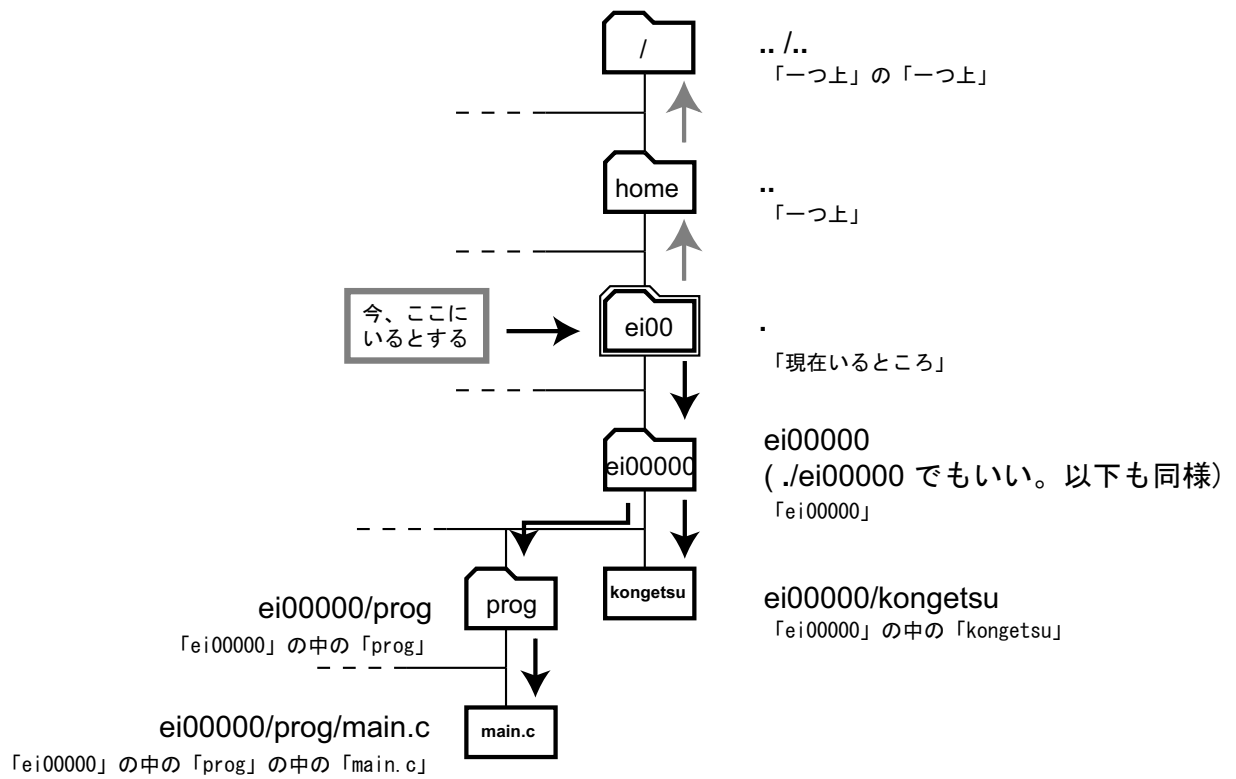 /
.. /..
「一つ上」の「一つ上」
home
..
「一つ上」
今、ここに
いるとする
ei00
.
「現在いるところ」
ei00000
ei00000
( ./ei00000 でもいい。以下も同様)
「ei00000」
ei00000/prog
「ei00000」の中の「prog」
prog
kongetsu
ei00000/kongetsu
「ei00000」の中の「kongetsu」
ei00000/prog/main.c
「ei00000」の中の「prog」の中の「main.c」
main.c